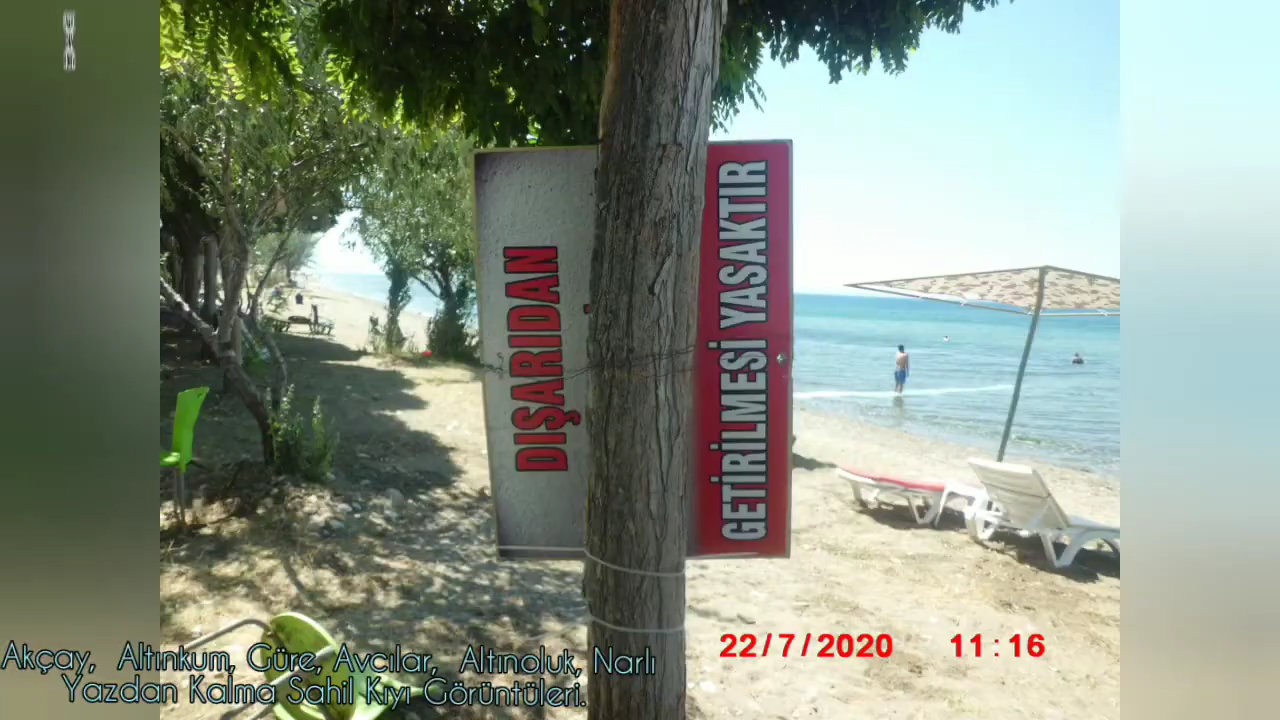 DIŞARIDAN
GETİRİLMESİ YASAKTIR
22/7/2020 11:16
Akçay, Altınkum, Güre, Avcılar, Altınoluk, Narlı
Yazdan Kalma Sahil Kıyı Görüntüleri.